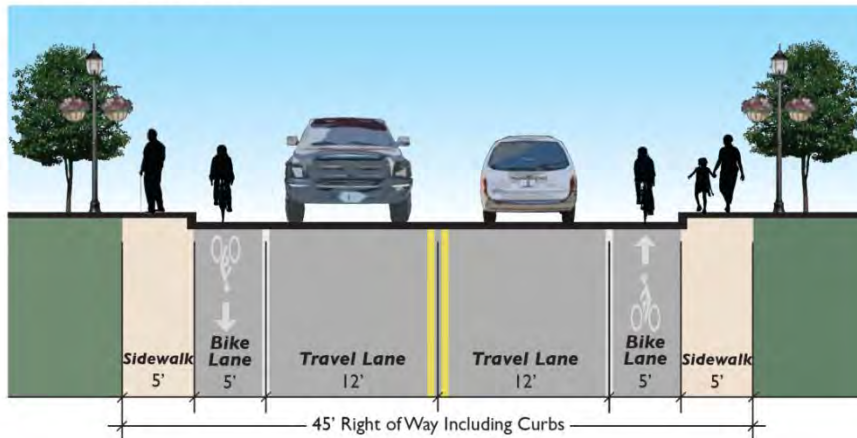 Sidewalk
5'
Bike
Lane
5'
Travel Lane
12'
Travel Lane
12'
Bike
Lane
5'
Sidewalk
5'
45' Right of Way Including Curbs